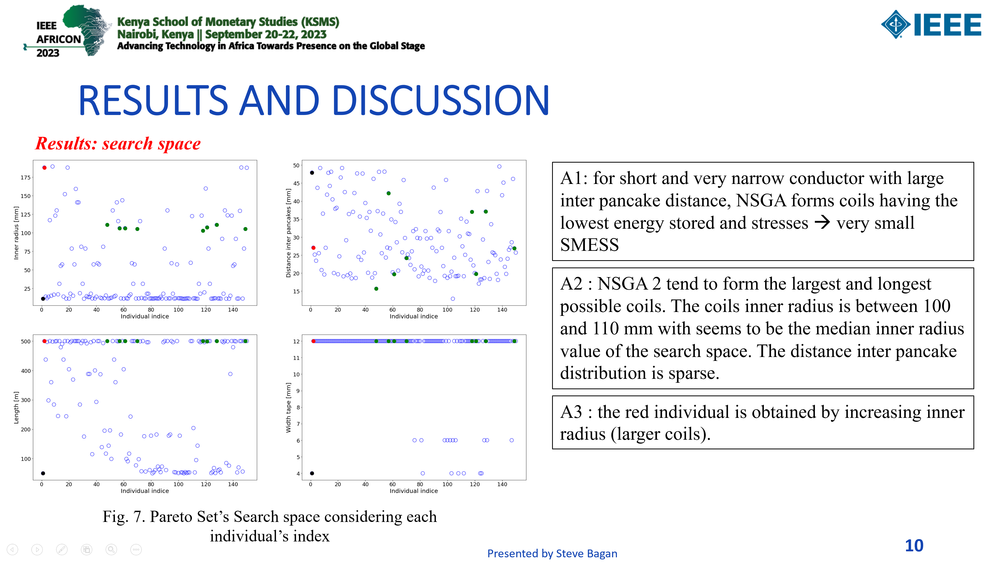 IEEE
AFRICON
2023
Kenya School of Monetary Studies (KSMS)
Nairobi, Kenya || September 20-22, 2023
Advancing Technology in Africa Towards Presence on the Global Stage
IEEE
RESULTS AND DISCUSSION
Results: search space
Inner radius [mm]
175
150
125
100
75
50
25
0 20 40 60 80 100 120 140
Individual indice
Distance inter pancakes [mm]
50
45
40
35
30
25
20
15
0 20 40 60 80 100 120 140
Individual indice
Length [m]
500
400
300
200
100
0 20 40 60 80 100 120 140
Individual indice
Width tape [mm]
12
11
10
9
8
7
6
5
4
0 20 40 60 80 100 120 140
Individual indice
Fig. 7. Pareto Set’s Search space considering each
individual’s index
A1: for short and very narrow conductor with large
inter pancake distance, NSGA forms coils having the
lowest energy stored and stresses → very small
SMESS
A2 : NSGA 2 tend to form the largest and longest
possible coils. The coils inner radius is between 100
and 110 mm with seems to be the median inner radius
value of the search space. The distance inter pancake
distribution is sparse.
A3 : the red individual is obtained by increasing inner
radius (larger coils).
Presented by Steve Bagan
10